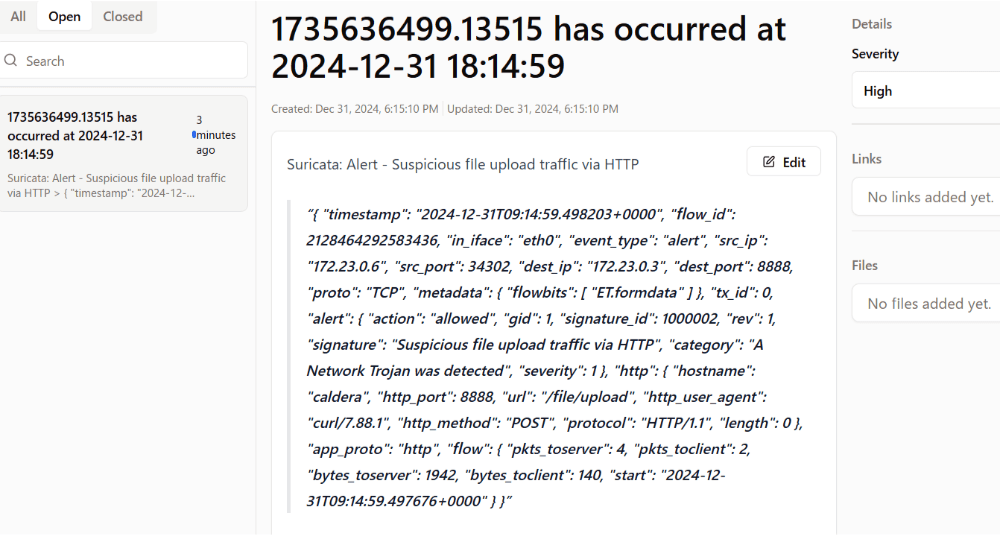 All Open Closed
Search
1735636499.13515 has
occurred at 2024-12-31
18:14:59
3
minutes
ago
Suricata: Alert - Suspicious file upload traffic
via HTTP > { "timestamp": "2024-12-...
1735636499.13515 has occurred at
2024-12-31 18:14:59
Created: Dec 31, 2024, 6:15:10 PM Updated: Dec 31, 2024, 6:15:10 PM
Suricata: Alert - Suspicious file upload traffic via HTTP
Edit
"{ "timestamp": "2024-12-31T09:14:59.498203+0000", "flow_id":
2128464292583436, "in_iface": "eth0", "event_type": "alert", "src_ip":
"172.23.0.6", "src_port": 34302, "dest_ip": "172.23.0.3", "dest_port": 8888,
"proto": "TCP", "metadata": { "flowbits": [ "ET.formdata" ] }, "tx_id": 0,
"alert": { "action": "allowed", "gid": 1, "signature_id": 1000002, "rev": 1,
"signature": "Suspicious file upload traffic via HTTP", "category": "A
Network Trojan was detected", "severity": 1 }, "http": { "hostname":
"caldera", "http_port": 8888, "url": "/file/upload", "http_user_agent":
"curl/7.88.1", "http_method": "POST", "protocol": "HTTP/1.1", "length": 0 },
"app_proto": "http", "flow": { "pkts_toserver": 4, "pkts_toclient": 2,
"bytes_toserver": 1942, "bytes_toclient": 140, "start": "2024-12-
31T09:14:59.497676+0000" } }"
Details
Severity
High
Links
No links added yet.
Files
No files added yet.